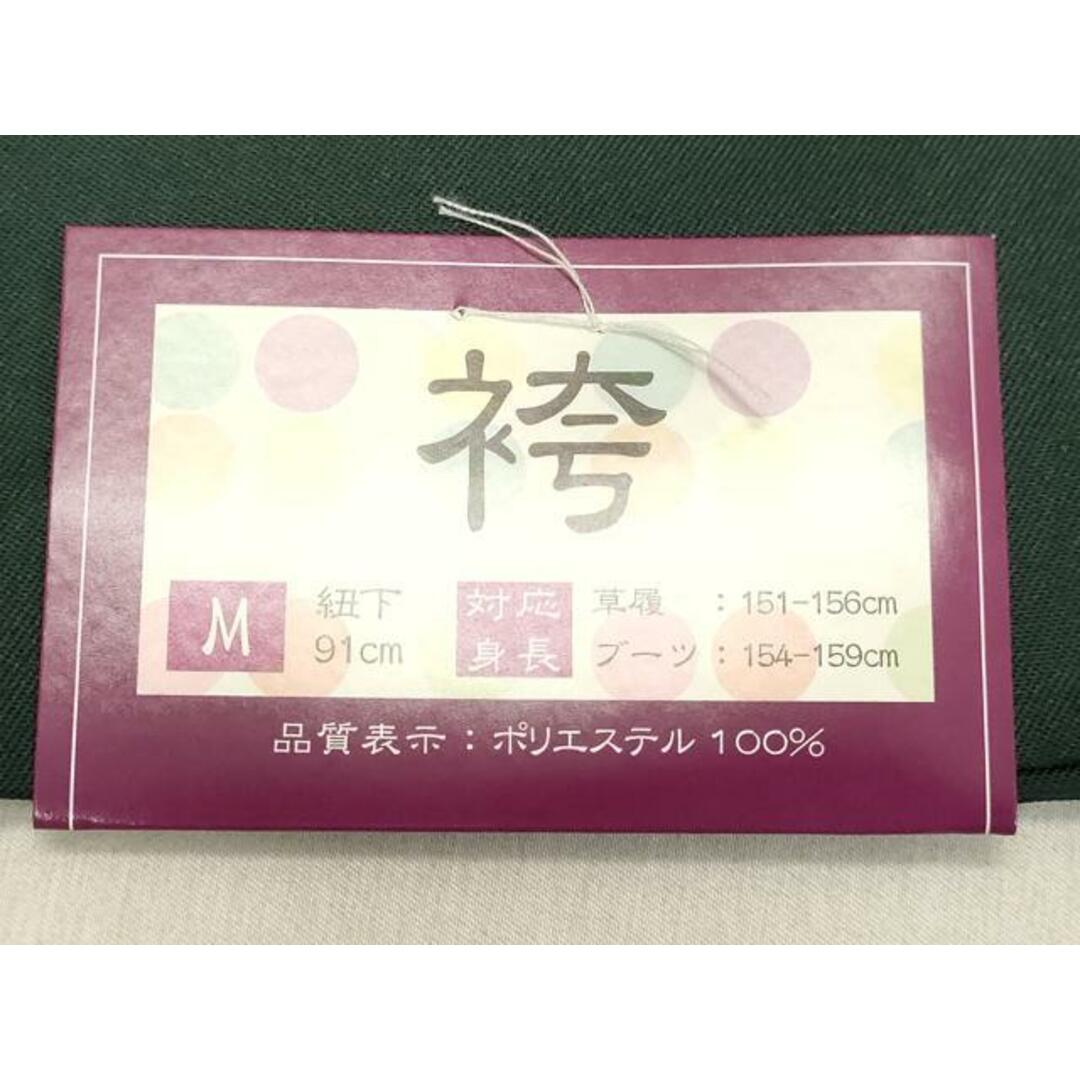 袴
M
紐下
91cm
対応
身長
草履 : 151-156cm
ブーツ : 154-159cm
品質表示 : ポリエステル 100%